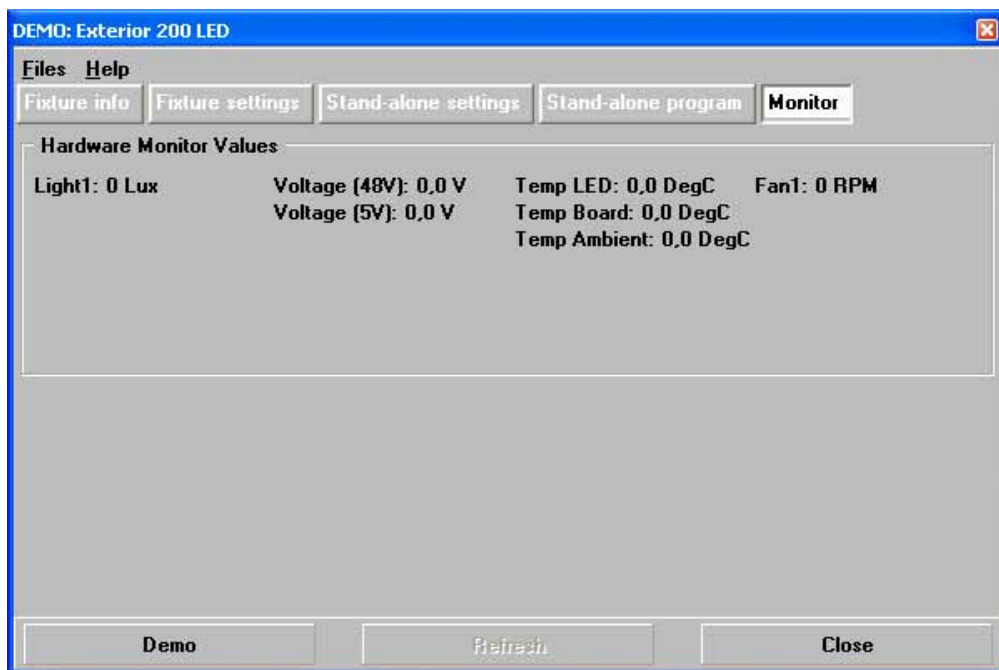 DEMO: Exterior 200 LED
Files Help
Fixture info Fixture settings Stand-alone settings Stand-alone program Monitor
Hardware Monitor Values
Light1: 0 Lux Voltage (48V): 0,0 V Temp LED: 0,0 DegC Fan1: 0 RPM
Voltage (5V): 0,0 V Temp Board: 0,0 DegC
Temp Ambient: 0,0 DegC
Demo Refresh Close